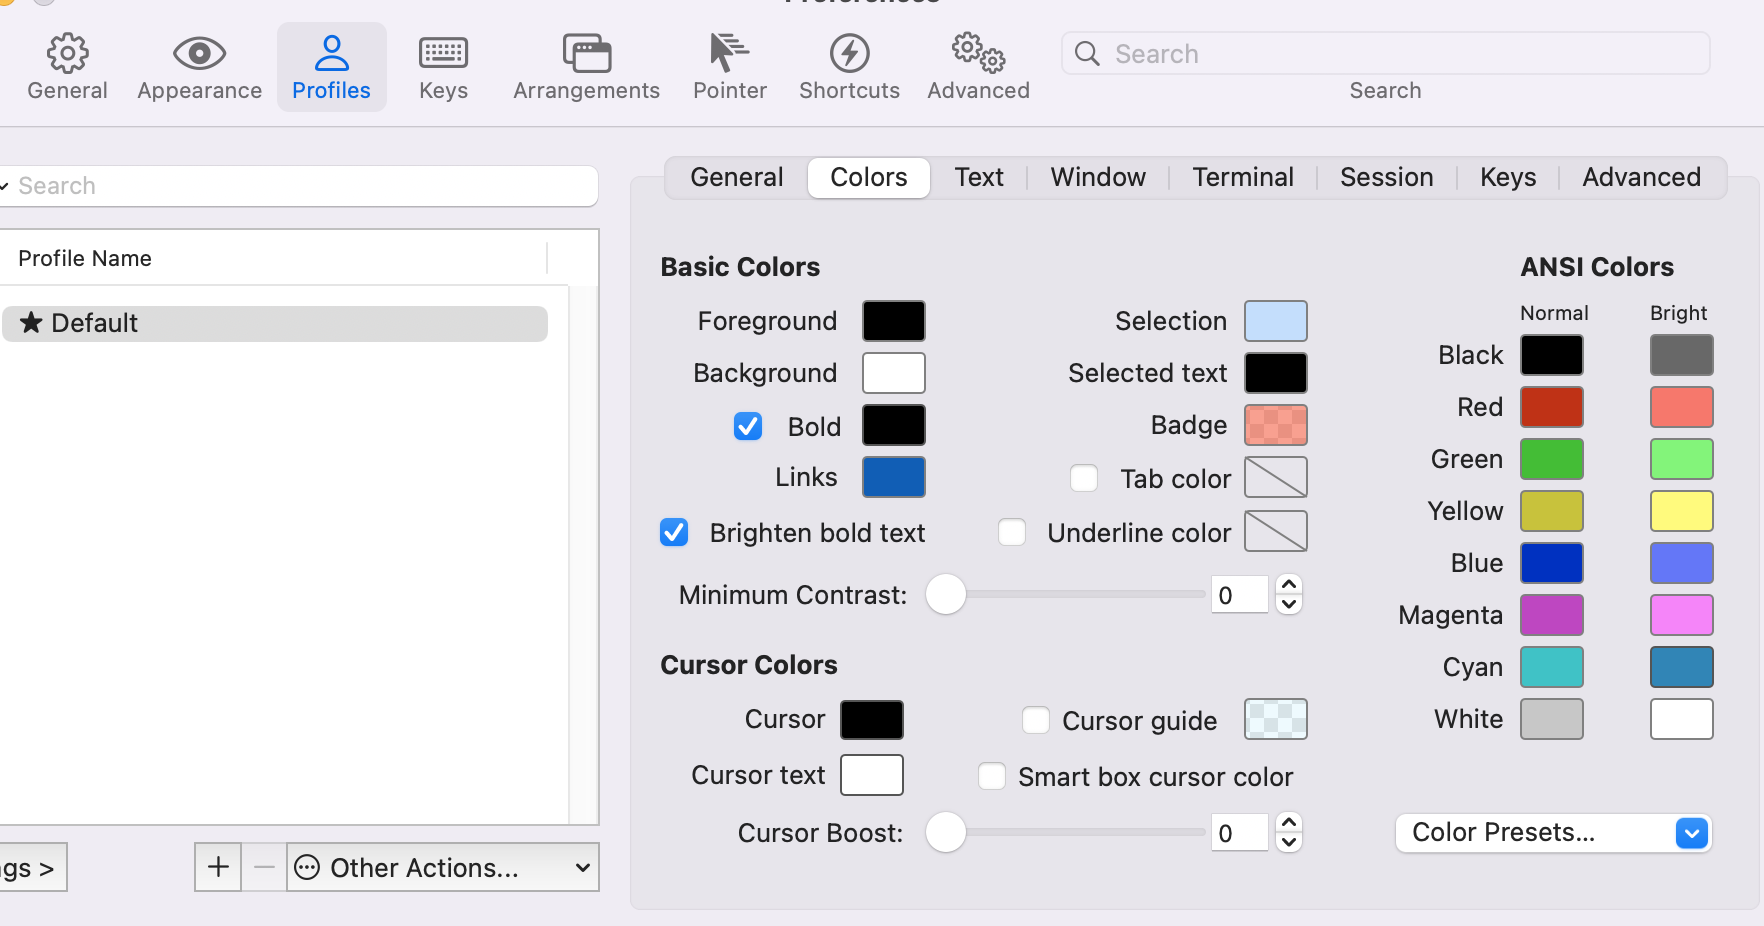 Preferences
General
Appearance
Profiles
Keys
Arrangements
Pointer
Shortcuts
Advanced
Search
Search
Search
Profile Name
★ Default
+
−
Other Actions...
General
Colors
Text
Window
Terminal
Session
Keys
Advanced
Basic Colors
Foreground
Background
Bold
Links
Brighten bold text
Selection
Selected text
Badge
Tab color
Underline color
Minimum Contrast:
0
Cursor Colors
Cursor
Cursor text
Cursor guide
Smart box cursor color
Cursor Boost:
0
ANSI Colors
Normal
Bright
Black
Red
Green
Yellow
Blue
Magenta
Cyan
White
Color Presets...